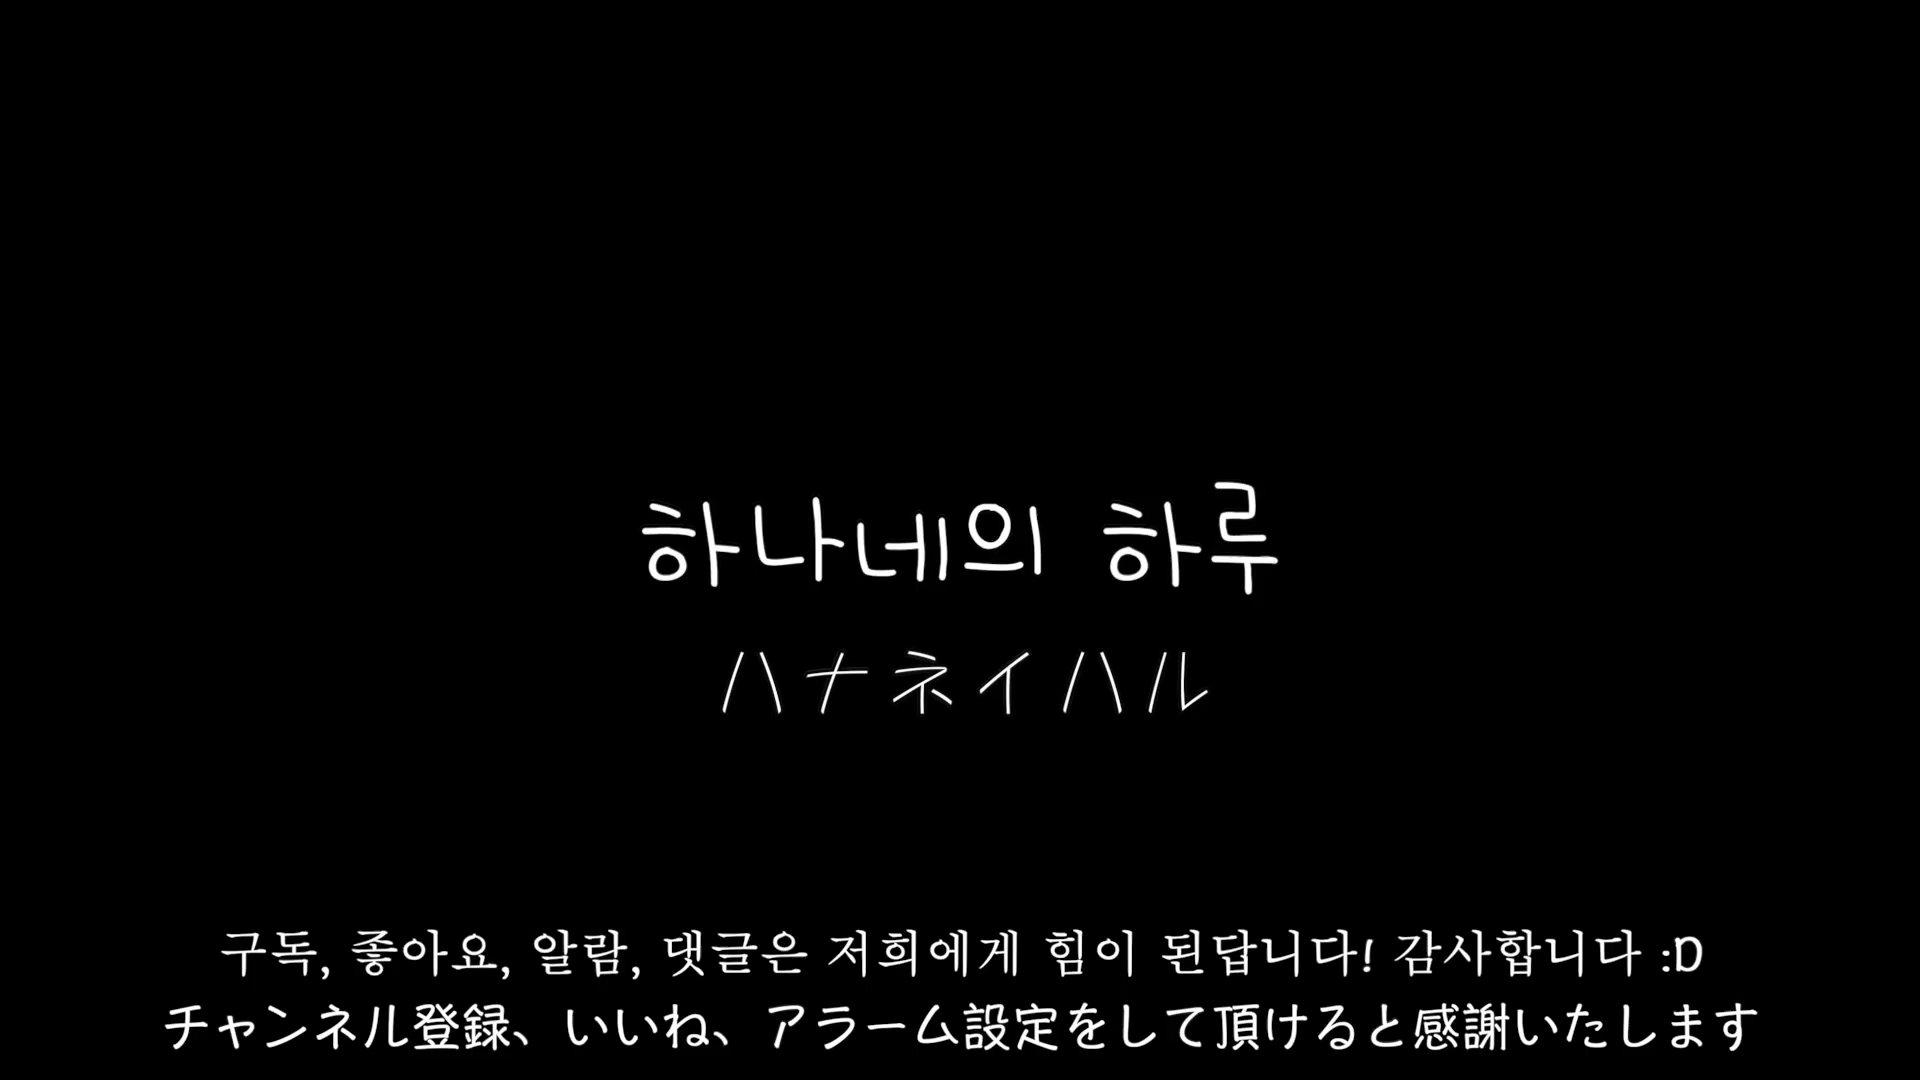 하나네의 하루
ハナネイハル
구독, 좋아요, 알람, 댓글은 저희에게 힘이 된답니다! 감사합니다 :D
チャンネル登録、いいね、アラーム設定をして頂けると感謝いたします